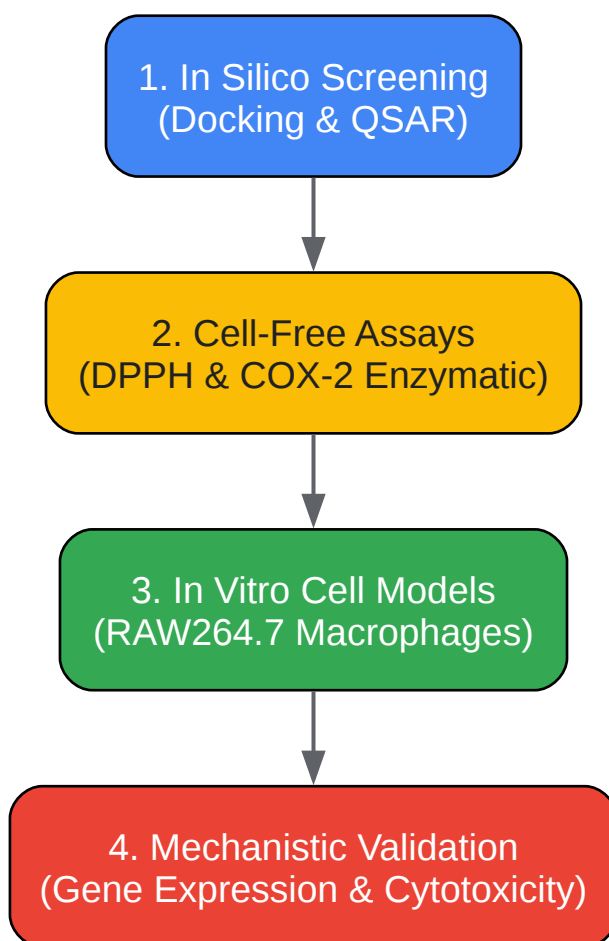 1. In Silico Screening
(Docking & QSAR)
2. Cell-Free Assays
(DPPH & COX-2 Enzymatic)
3. In Vitro Cell Models
(RAW264.7 Macrophages)
4. Mechanistic Validation
(Gene Expression & Cytotoxicity)